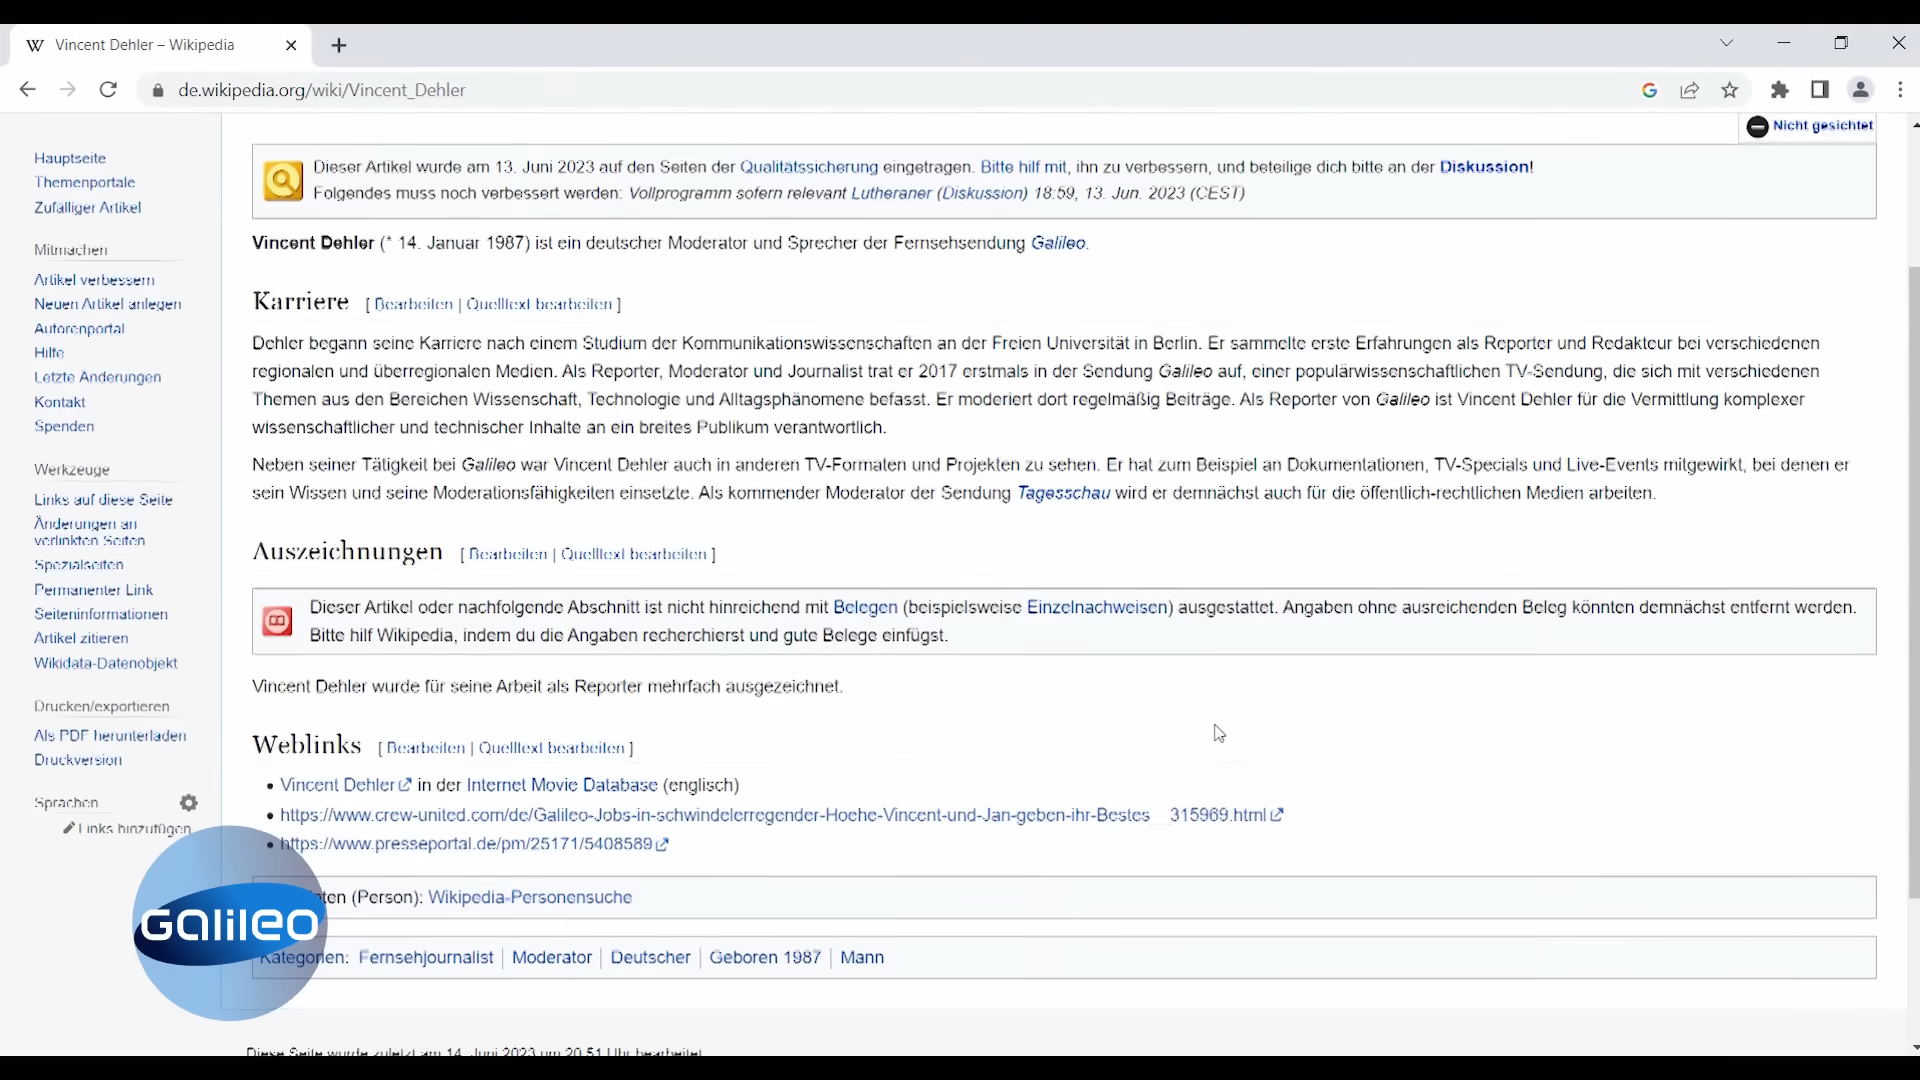 Vincent Dehler – Wikipedia
de.wikipedia.org/wiki/Vincent_Dehler
Nicht gesichtet
Hauptseite
Themenportale
Zufälliger Artikel
Mitmachen
Artikel verbessern
Neuen Artikel anlegen
Autorenportal
Hilfe
Letzte Änderungen
Kontakt
Spenden
Werkzeuge
Links auf diese Seite
Änderungen an
verlinkten Seiten
Spezialseiten
Permanenter Link
Seiteninformationen
Artikel zitieren
Wikidata-Datenobjekt
Drucken/exportieren
Als PDF herunterladen
Druckversion
Sprachen
Links hinzufügen
Dieser Artikel wurde am 13. Juni 2023 auf den Seiten der Qualitätssicherung eingetragen. Bitte hilf mit, ihn zu verbessern, und beteilige dich bitte an der Diskussion!
Folgendes muss noch verbessert werden: Vollprogramm sofern relevant Lutheraner (Diskussion) 18:59, 13. Jun. 2023 (CEST)
Vincent Dehler (* 14. Januar 1987) ist ein deutscher Moderator und Sprecher der Fernsehsendung Galileo.
Karriere [ Bearbeiten | Quelltext bearbeiten ]
Dehler begann seine Karriere nach einem Studium der Kommunikationswissenschaften an der Freien Universität in Berlin. Er sammelte erste Erfahrungen als Reporter und Redakteur bei verschiedenen
regionalen und überregionalen Medien. Als Reporter, Moderator und Journalist trat er 2017 erstmals in der Sendung Galileo auf, einer populärwissenschaftlichen TV-Sendung, die sich mit verschiedenen
Themen aus den Bereichen Wissenschaft, Technologie und Alltagsphänomene befasst. Er moderiert dort regelmäßig Beiträge. Als Reporter von Galileo ist Vincent Dehler für die Vermittlung komplexer
wissenschaftlicher und technischer Inhalte an ein breites Publikum verantwortlich.
Neben seiner Tätigkeit bei Galileo war Vincent Dehler auch in anderen TV-Formaten und Projekten zu sehen. Er hat zum Beispiel an Dokumentationen, TV-Specials und Live-Events mitgewirkt, bei denen er
sein Wissen und seine Moderationsfähigkeiten einsetzte. Als kommender Moderator der Sendung Tagesschau wird er demnächst auch für die öffentlich-rechtlichen Medien arbeiten.
Auszeichnungen [ Bearbeiten | Quelltext bearbeiten ]
Dieser Artikel oder nachfolgende Abschnitt ist nicht hinreichend mit Belegen (beispielsweise Einzelnachweisen) ausgestattet. Angaben ohne ausreichenden Beleg könnten demnächst entfernt werden.
Bitte hilf Wikipedia, indem du die Angaben recherchierst und gute Belege einfügst.
Vincent Dehler wurde für seine Arbeit als Reporter mehrfach ausgezeichnet.
Weblinks [ Bearbeiten | Quelltext bearbeiten ]
Vincent Dehler in der Internet Movie Database (englisch)
https://www.crew-united.com/de/Galileo-Jobs-in-schwindelerregender-Hoehe-Vincent-und-Jan-geben-ihr-Bestes__315969.html
https://www.presseportal.de/pm/25171/5408589
ten (Person): Wikipedia-Personensuche
Kategorien: Fernsehjournalist | Moderator | Deutscher | Geboren 1987 | Mann
Diese Seite wurde zuletzt am 14. Juni 2023 um 20:51 Uhr bearbeitet
Galileo